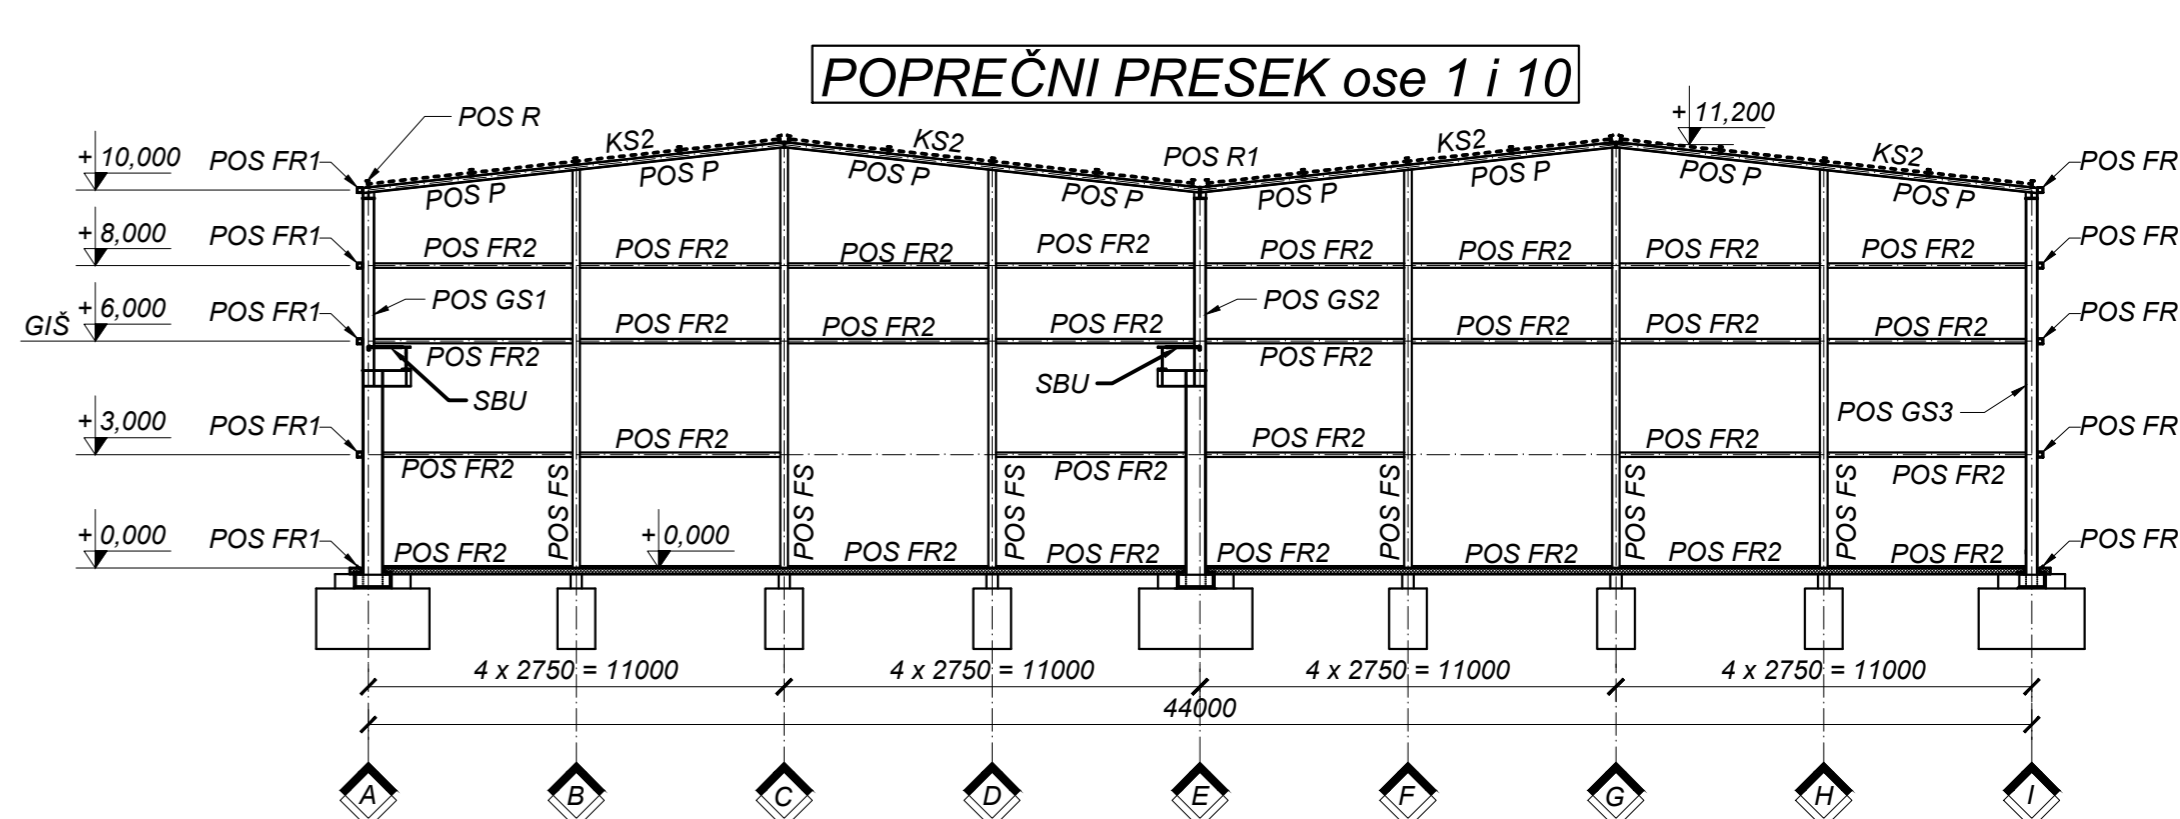 POPREČNI PRESEK ose 1 i 10
POS R
KS2
KS2
POS R1
KS2
+ 11,200
KS2
+ 10,000
POS FR1
POS P
POS P
POS P
POS P
POS P
POS P
POS P
POS P
POS FR
+ 8,000
POS FR1
POS FR2
POS FR2
POS FR2
POS FR2
POS FR2
POS FR2
POS FR2
POS FR2
POS FR
POS GS1
POS GS2
GIŠ
+ 6,000
POS FR1
POS FR2
POS FR2
POS FR2
POS FR2
POS FR2
POS FR2
POS FR
POS FR2
POS FR2
SBU
SBU
POS GS3
+ 3,000
POS FR1
POS FR2
POS FR2
POS FR2
POS FR
POS FR2
POS FR2
POS FR2
POS FS
POS FS
POS FS
POS FS
POS FS
POS FS
+ 0,000
POS FR1
POS FR2
+ 0,000
POS FR2
POS FR2
POS FR2
POS FR2
POS FR2
POS FR2
POS FR
4 x 2750 = 11000
4 x 2750 = 11000
4 x 2750 = 11000
4 x 2750 = 11000
44000
A
B
C
D
E
F
G
H
I